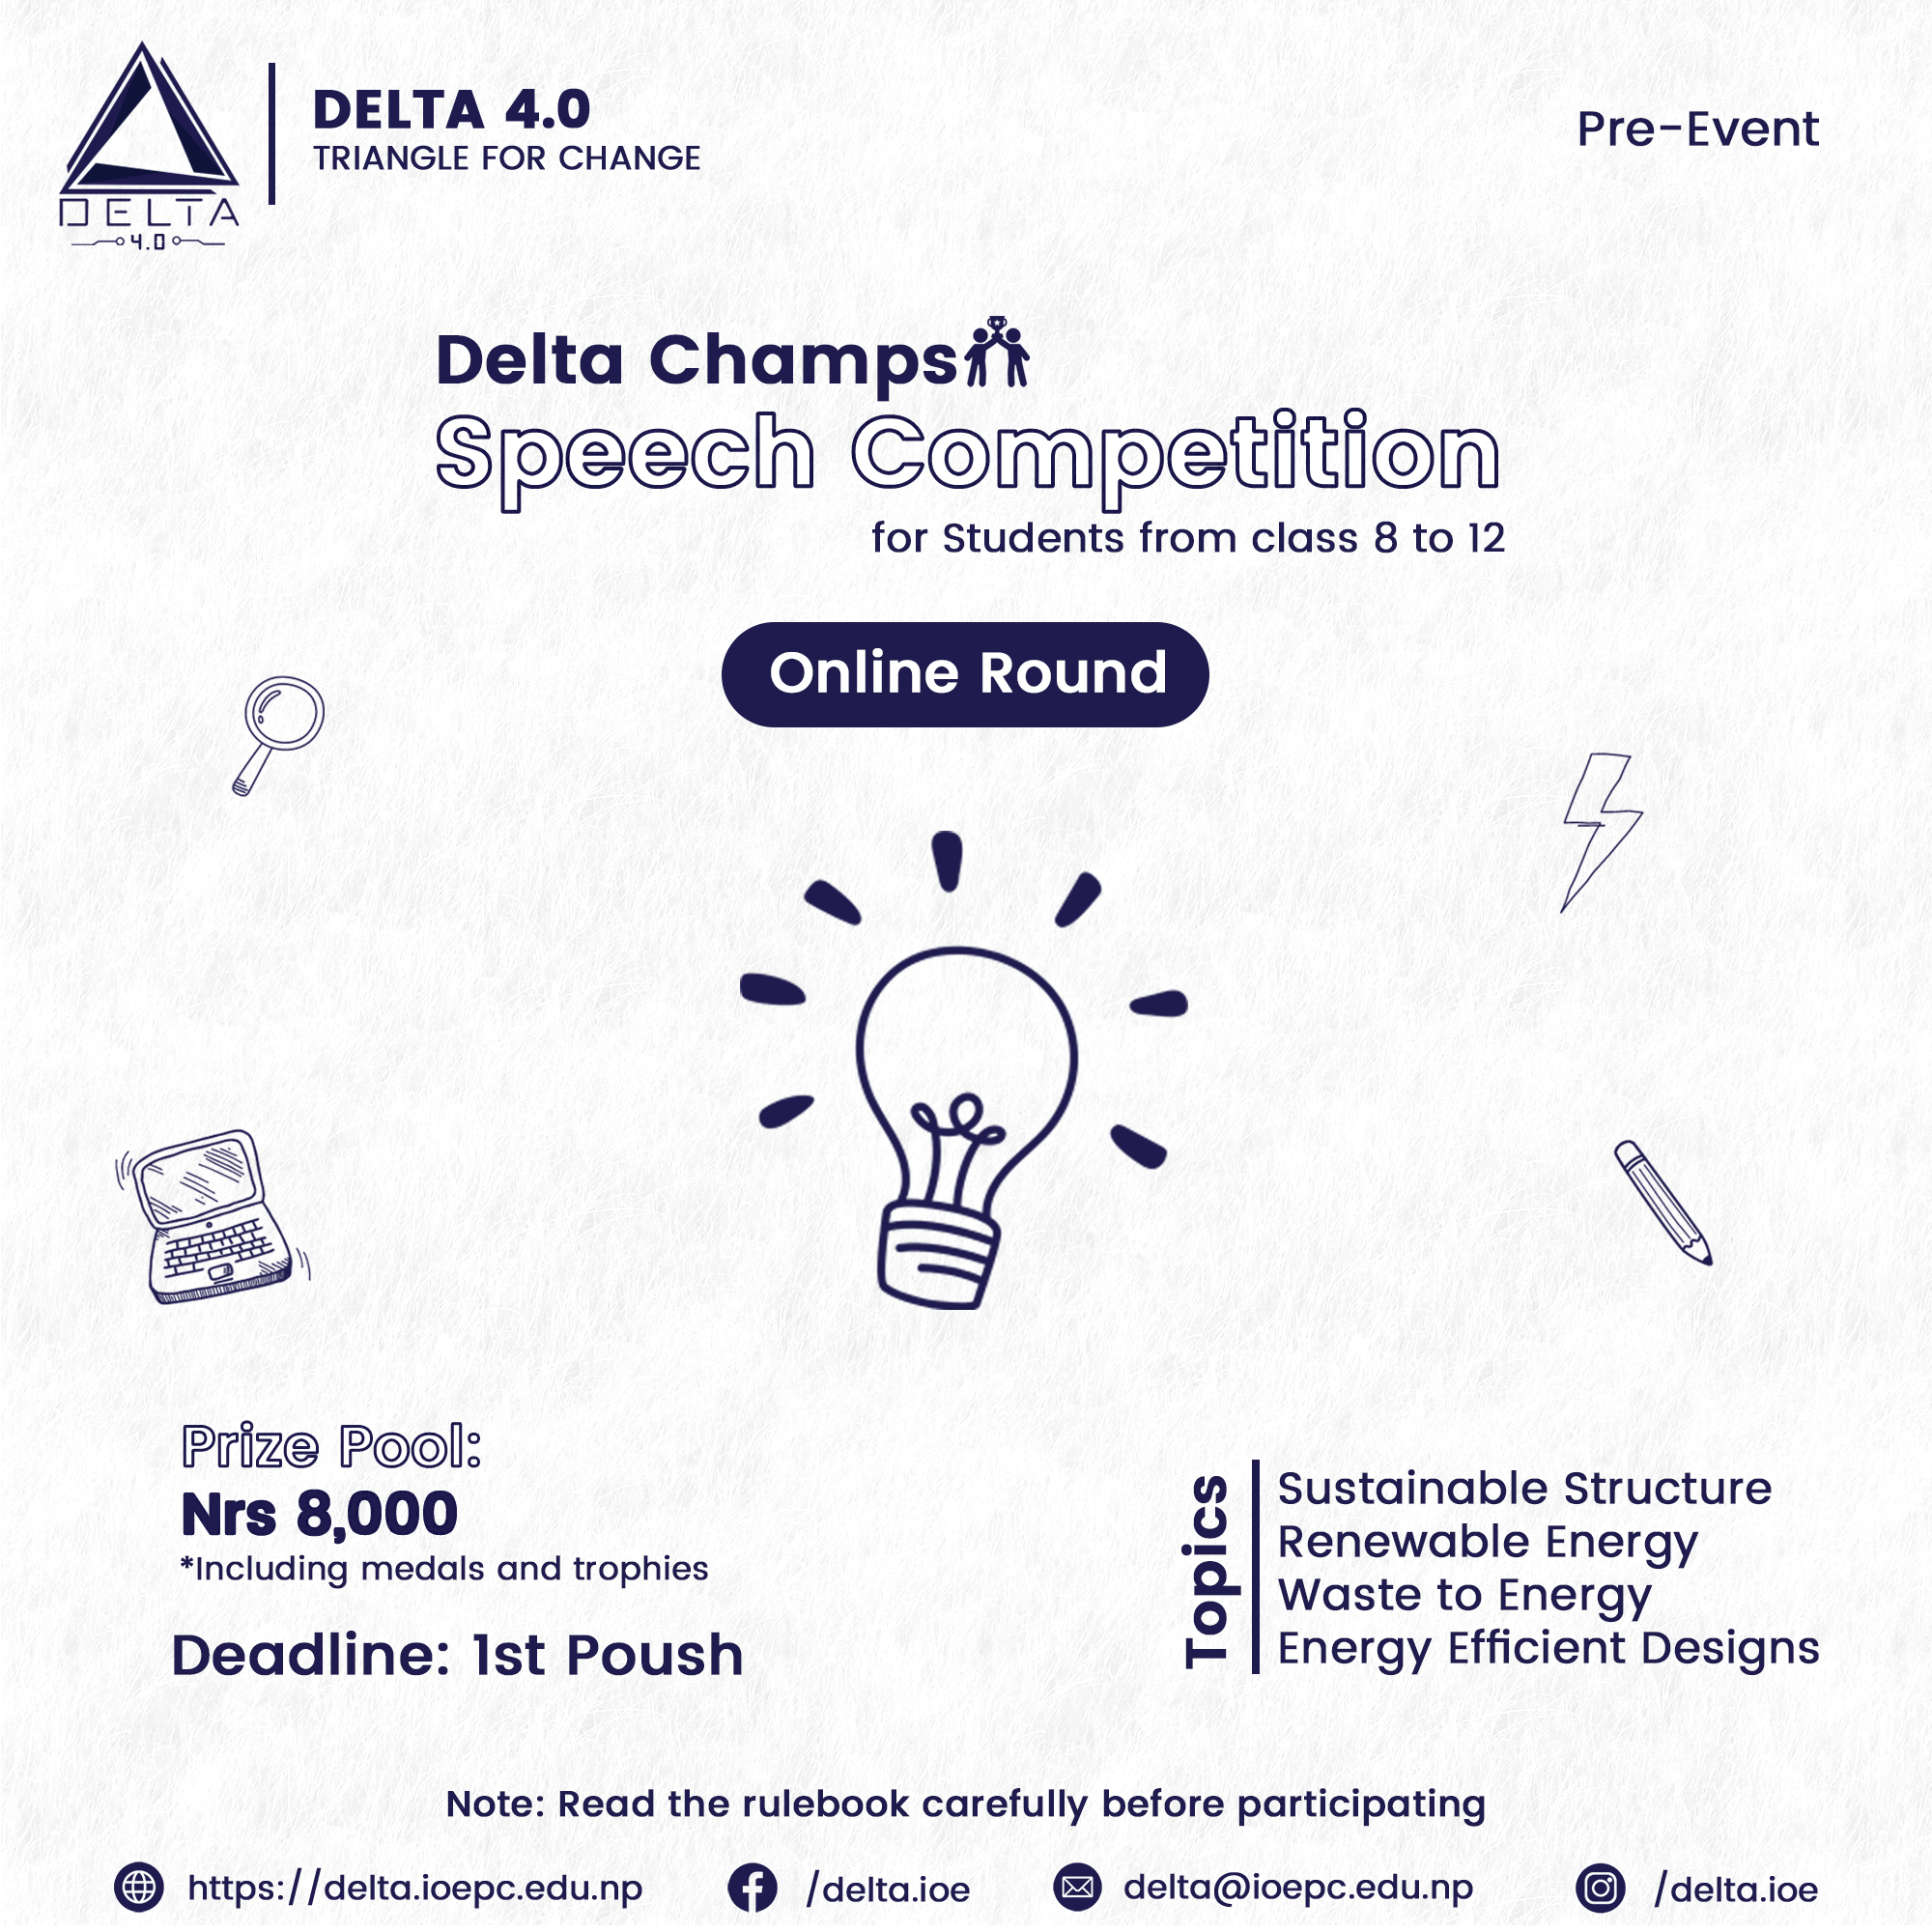 DELTA
4.0
DELTA 4.0
TRIANGLE FOR CHANGE
Pre-Event
Delta Champs
Speech Competition
for Students from class 8 to 12
Online Round
Prize Pool:
Nrs 8,000
*Including medals and trophies
Deadline: 1st Poush
Topics
Sustainable Structure
Renewable Energy
Waste to Energy
Energy Efficient Designs
Note: Read the rulebook carefully before participating
https://delta.ioepc.edu.np
/delta.ioe
delta@ioepc.edu.np
/delta.ioe